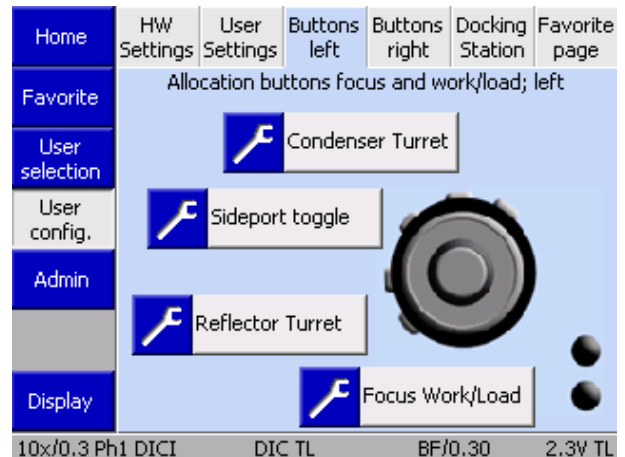 Home
HW
Settings
User
Settings
Buttons
left
Buttons
right
Docking
Station
Favorite
page
Favorite
User
selection
User
config.
Admin
Display
Allocation buttons focus and work/load; left
Condenser Turret
Sideport toggle
Reflector Turret
Focus Work/Load
10x/0.3 Ph1 DICI DIC TL BF/0.30 2.3V TL